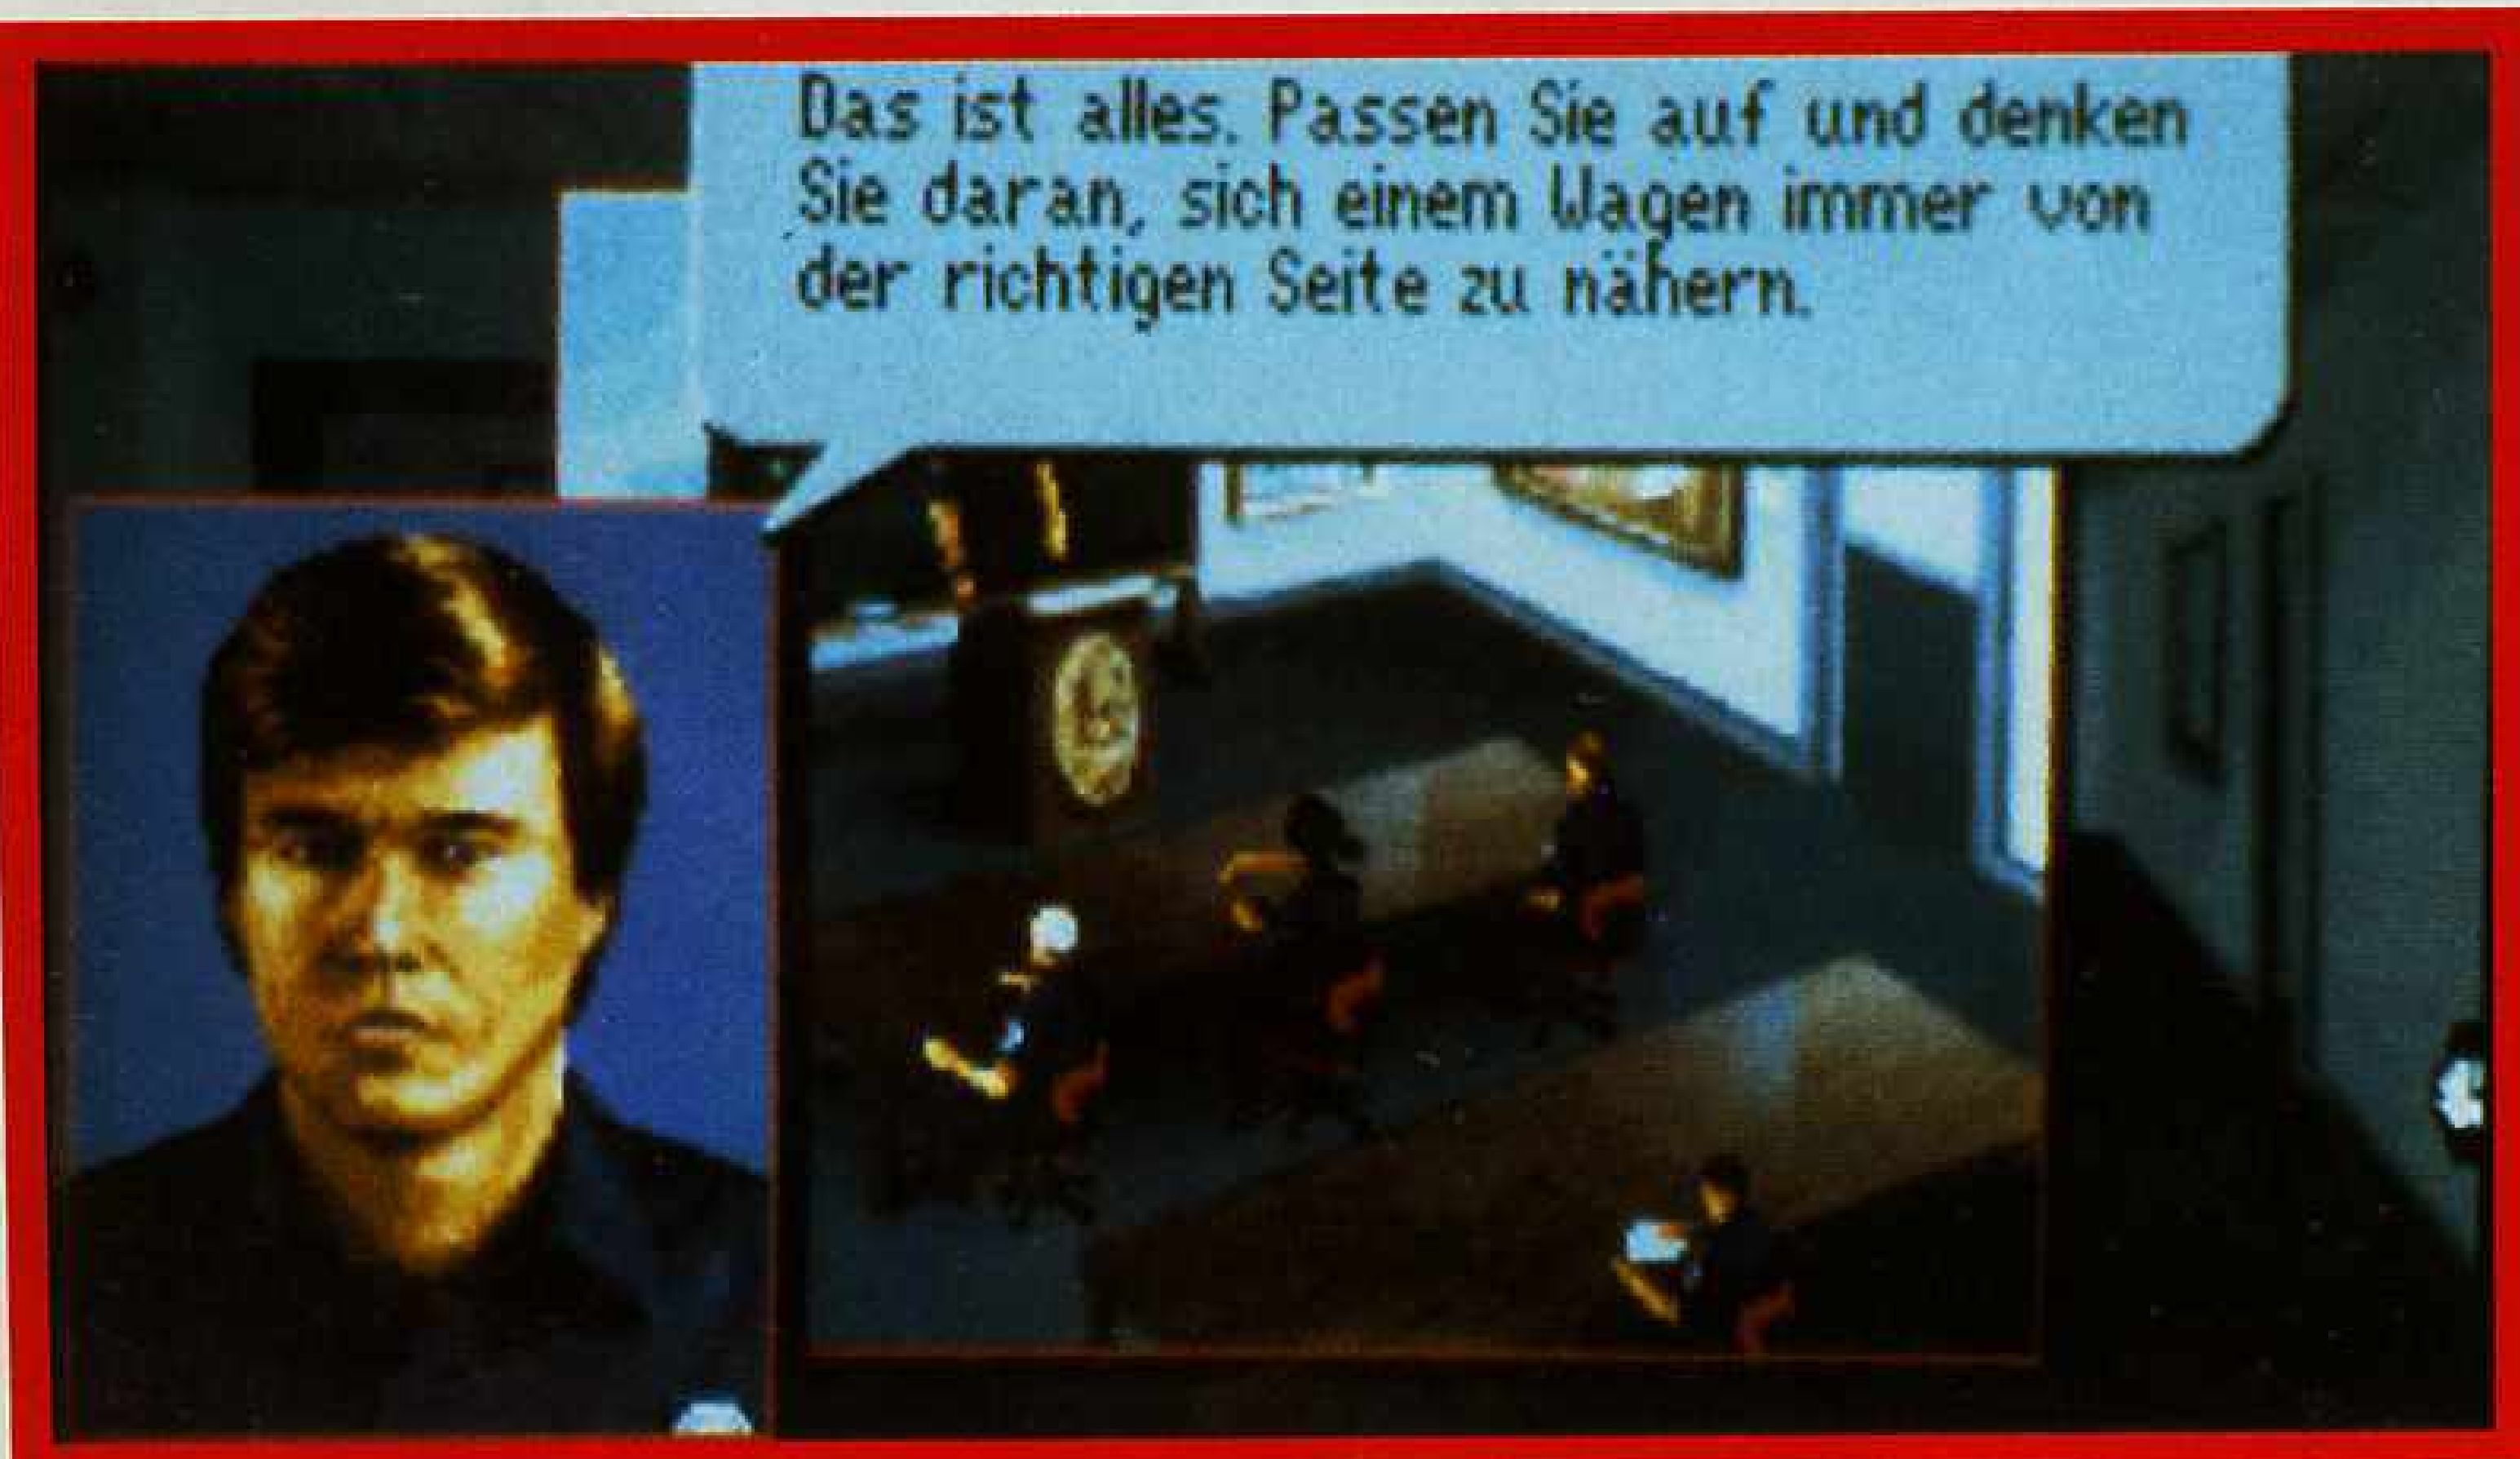 Das ist alles. Passen Sie auf und denken
Sie daran, sich einem Wagen immer von
der richtigen Seite zu nähern.